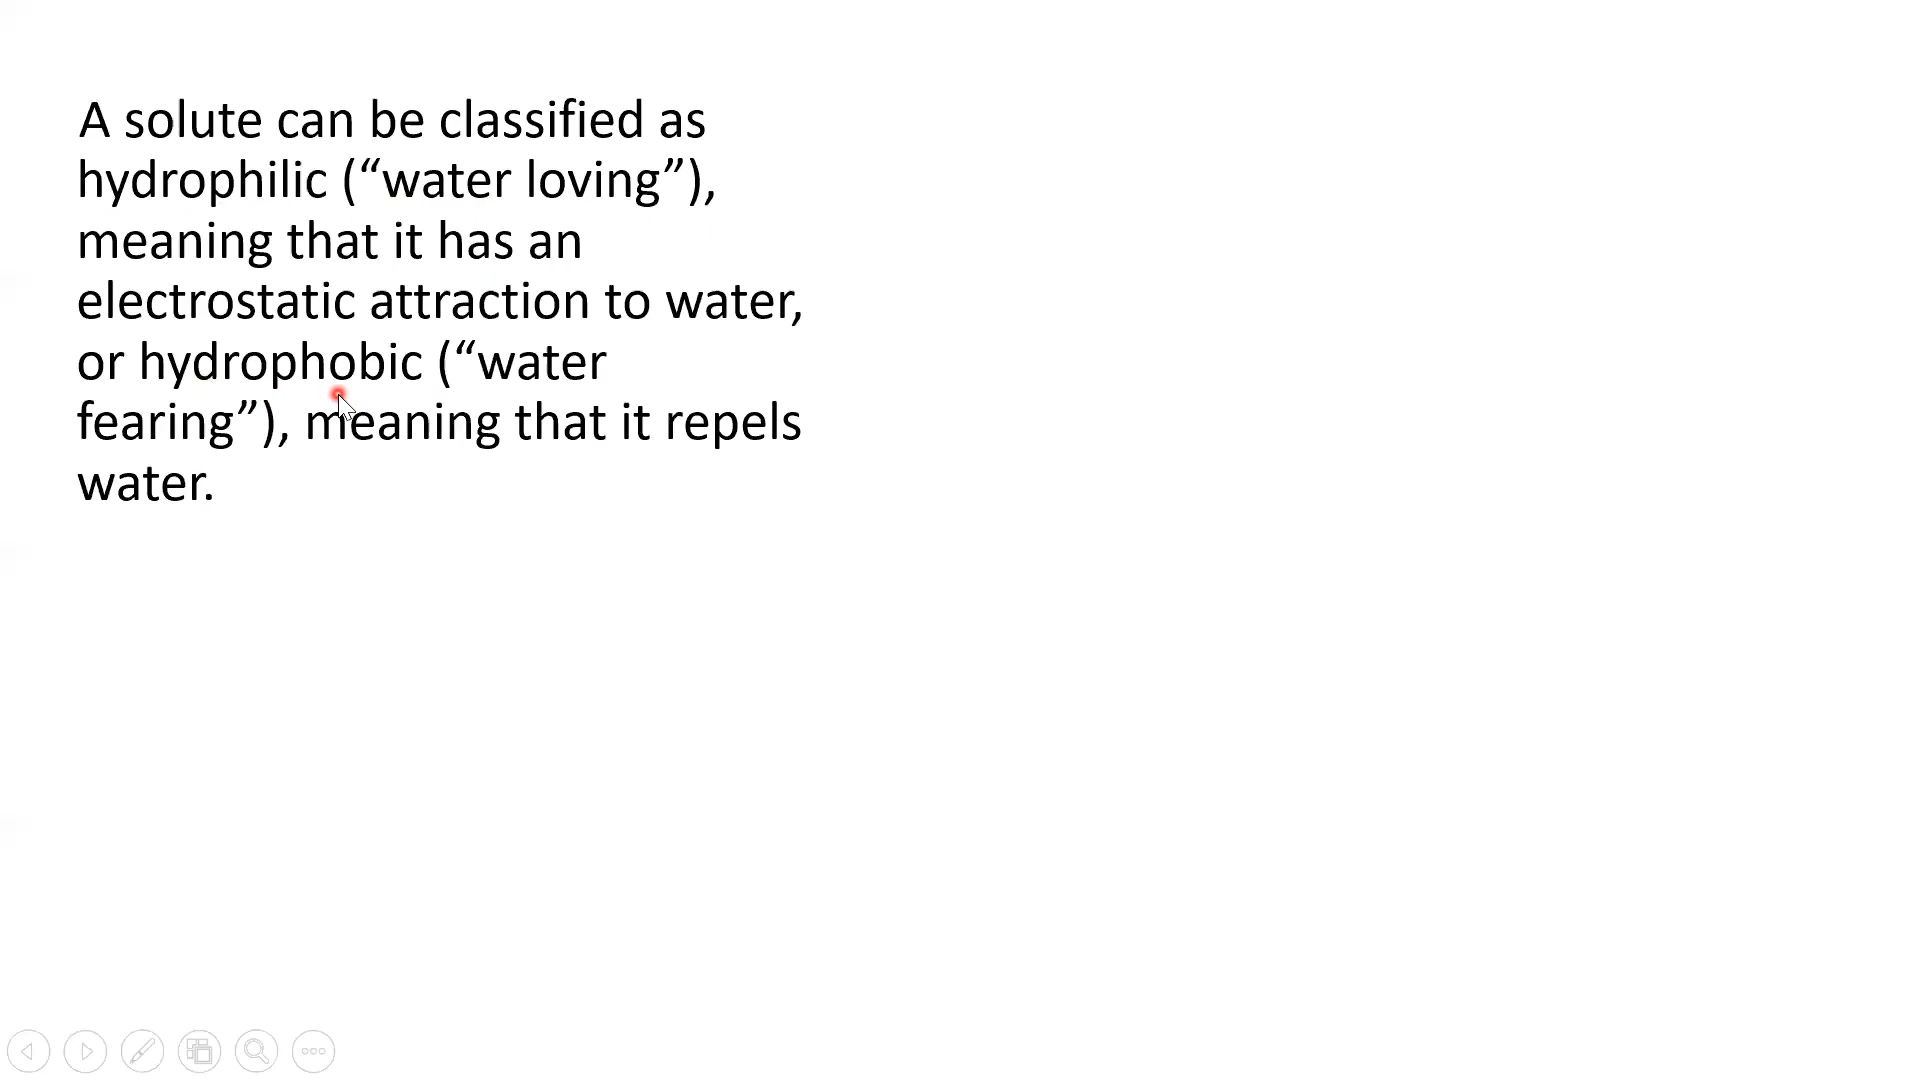 A solute can be classified as
hydrophilic (“water loving”),
meaning that it has an
electrostatic attraction to water,
or hydrophobic (“water
fearing”), meaning that it repels
water.